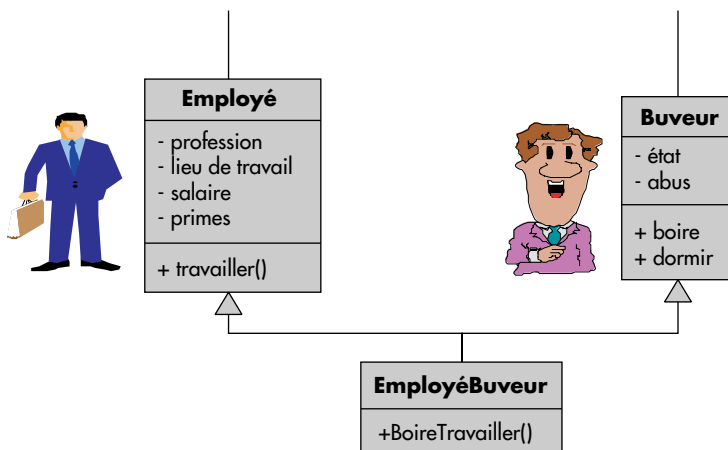 Employé
- profession
- lieu de travail
- salaire
- primes
+ travailler()
Buveur
- état
- abus
+ boire
+ dormir
EmployéBuveur
+BoireTravailler()